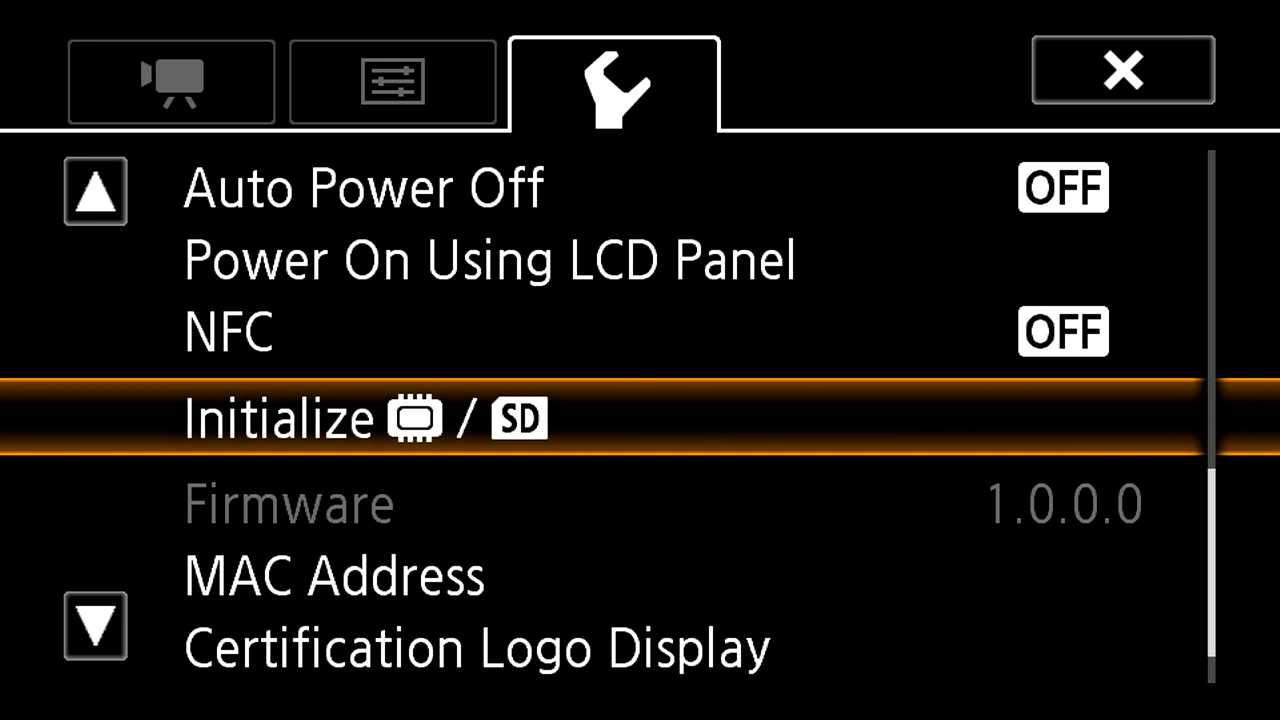 Auto Power Off OFF
Power On Using LCD Panel
NFC OFF
Initialize / SD
Firmware 1.0.0.0
MAC Address
Certification Logo Display